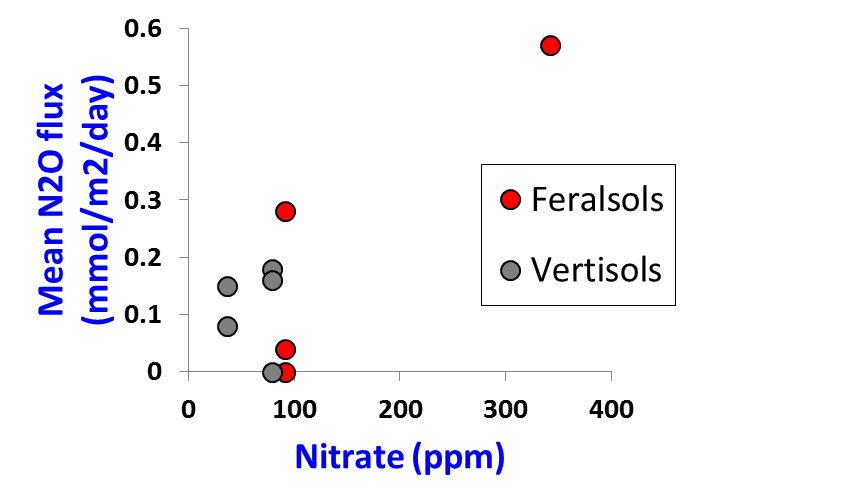 0.6
0.5
0.4
0.3
0.2
0.1
0
0 100 200 300 400
Mean N2O flux
(mmol/m2/day)
Nitrate (ppm)
Feralsols
Vertisols